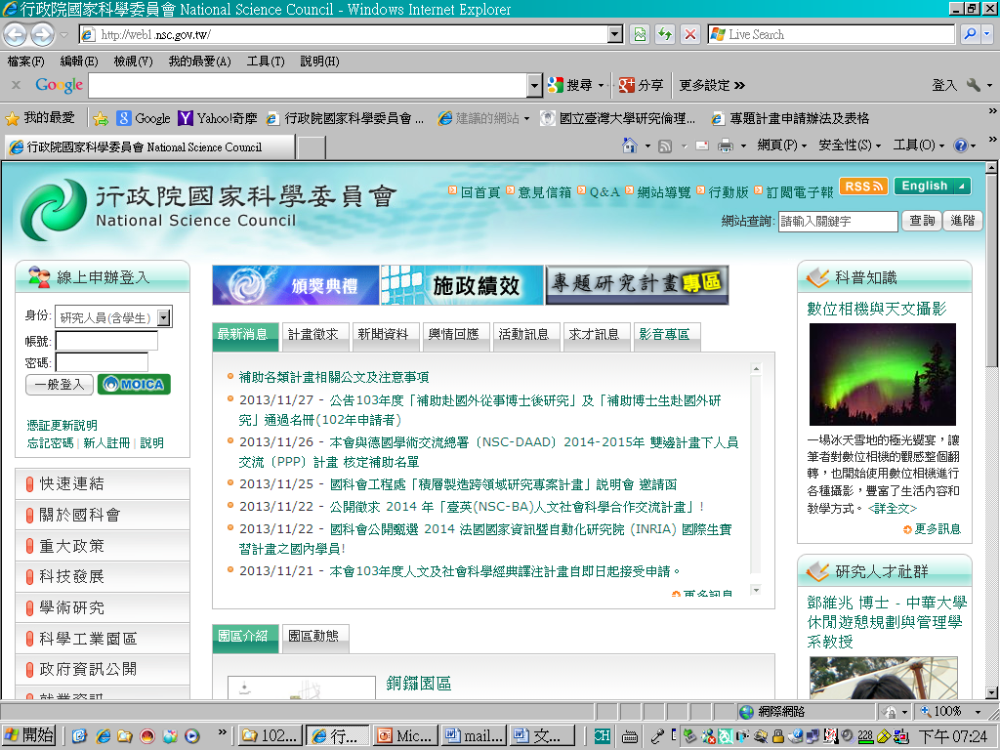 行政院國家科學委員會 National Science Council - Windows Internet Explorer
http://web1.nsc.gov.tw/
Live Search
檔案(F) 編輯(E) 檢視(V) 我的最愛(A) 工具(T) 說明(H)
Google 搜尋 分享 更多設定 登入
我的最愛 Google Yahoo!奇摩 行政院國家科學委員會 ... 建議的網站 國立臺灣大學研究倫理... 專題計畫申請辦法及表格
行政院國家科學委員會 National Science Council 網頁(P) 安全性(S) 工具(O)
行政院國家科學委員會
National Science Council
回首頁 意見信箱 Q&A 網站導覽 行動版 訂閱電子報 RSS English
網站查詢: 請輸入關鍵字 查詢 進階
線上申辦登入
身份: 研究人員(含學生)
帳號:
密碼:
一般登入 MOICA
憑証更新說明
忘記密碼 | 新人註冊 | 說明
快速連結
關於國科會
重大政策
科技發展
學術研究
科學工業園區
政府資訊公開
就業資訊
頒獎典禮 施政績效 專題研究計畫專區
最新消息 計畫徵求 新聞資料 輿情回應 活動訊息 求才訊息 影音專區
補助各類計畫相關公文及注意事項
2013/11/27 - 公告103年度「補助赴國外從事博士後研究」及「補助博士生赴國外研
究」通過名冊(102年申請者)
2013/11/26 - 本會與德國學術交流總署〔NSC-DAAD〕2014-2015年 雙邊計畫下人員
交流〔PPP〕計畫 核定補助名單
2013/11/25 - 國科會工程處「積層製造跨領域研究專案計畫」說明會 邀請函
2013/11/22 - 公開徵求 2014 年「臺英(NSC-BA)人文社會科學合作交流計畫」!
2013/11/22 - 國科會公開甄選 2014 法國國家資訊暨自動化研究院 (INRIA) 國際生實
習計畫之國內學員!
2013/11/21 - 本會103年度人文及社會科學經典譯注計畫自即日起接受申請。
更多訊息
園區介紹 園區動態
銅鑼園區
科普知識
數位相機與天文攝影
一場冰天雪地的極光饗宴，讓
筆者對數位相機的觀感整個翻
轉，也開始使用數位相機進行
各種攝影，豐富了生活內容和
教學方式。<詳全文>
更多訊息
研究人才社群
鄧維兆 博士 - 中華大學
休閒遊憩規劃與管理學
系教授
網際網路 100%
開始 102... 行... Mic... mail... 文... CH 228 下午 07:24